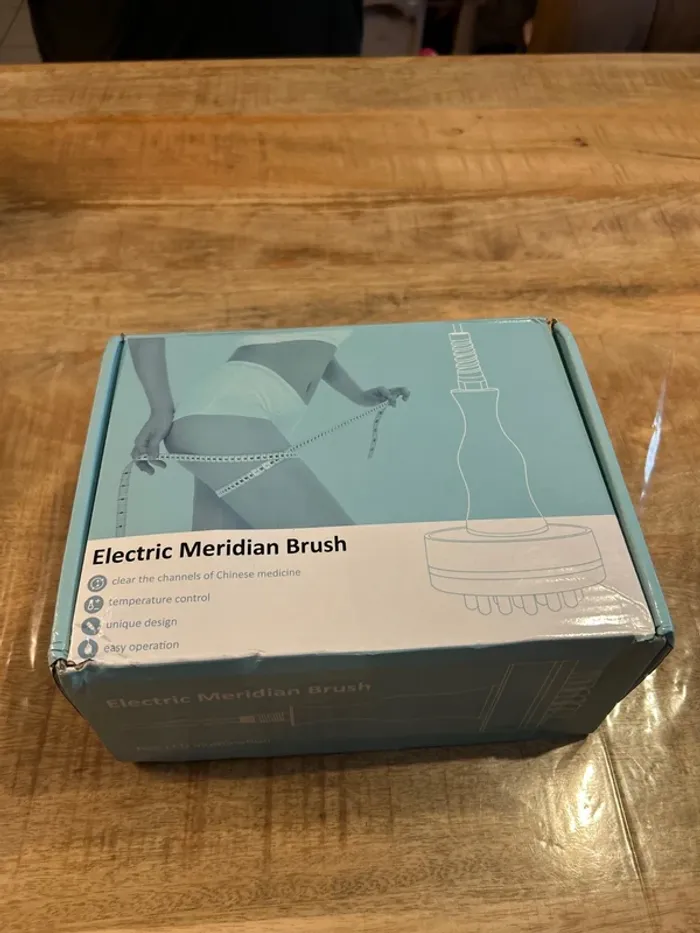 Electric Meridian Brush
clear the channels of Chinese medicine
temperature control
unique design
easy operation
Electric Meridian Brush